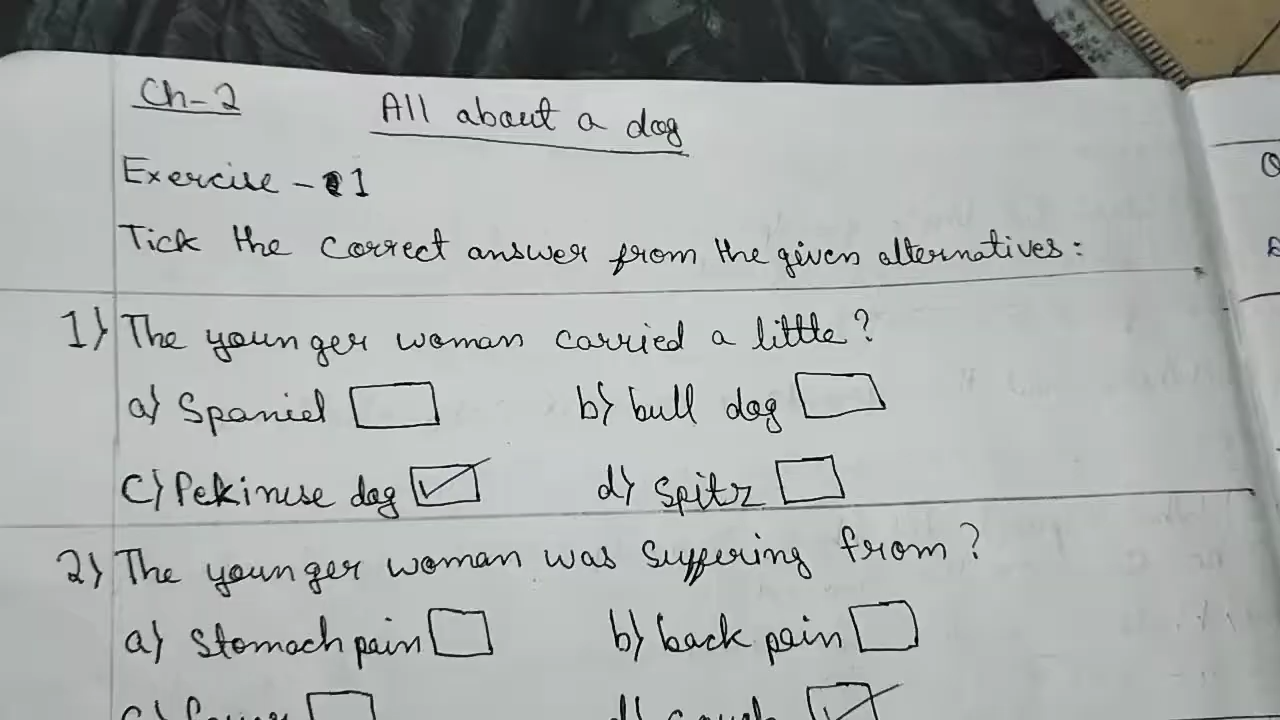 Ch-2 All about a dog
Exercise - 1
Tick the correct answer from the given alternatives:
1) The younger woman carried a little?
a) Spaniel b) bull dog
c) Pekinese dog d) Spitz
2) The younger woman was suffering from?
a) Stomach pain b) back pain
c) d) cough